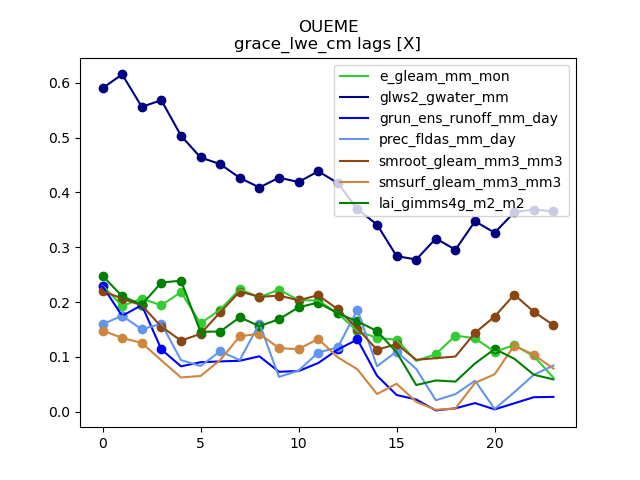 OUEME
grace_lwe_cm lags [X]
e_gleam_mm_mon
glws2_gwater_mm
grun_ens_runoff_mm_day
prec_fldas_mm_day
smroot_gleam_mm3_mm3
smsurf_gleam_mm3_mm3
lai_gimms4g_m2_m2
0.6
0.5
0.4
0.3
0.2
0.1
0.0
0
5
10
15
20